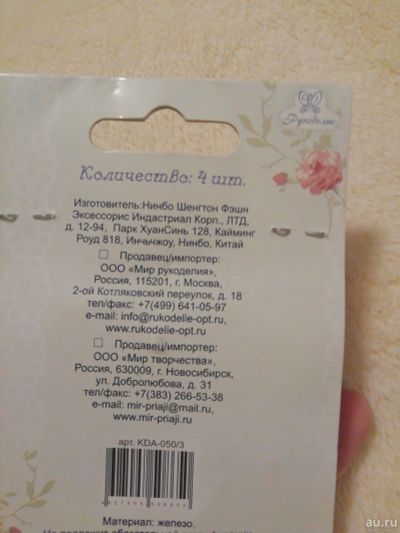 Рукоделие
Количество: 4 шт.
Изготовитель:Нинбо Шенгтон Фэшн
Эксессорис Индастриал Корп., ЛТД,
д. 12-94, Парк ХуанСинь 128, Кайминг
Роуд 818, Инчьжоу, Нинбо, Китай
Продавец/импортер:
ООО «Мир рукоделия»,
Россия, 115201, г. Москва,
2-ой Котляковский переулок, д. 18
тел/факс: +7(499) 641-05-97
e-mail: info@rukodelie-opt.ru,
www.rukodelie-opt.ru
Продавец/импортер:
ООО «Мир творчества»,
Россия, 630009, г. Новосибирск,
ул. Добролюбова, д. 31
тел/факс: +7(383) 266-53-38
e-mail: mir-priaji@mail.ru,
www.mir-priaji.ru
арт. KDA-050/3
Материал: железо.
au.ru